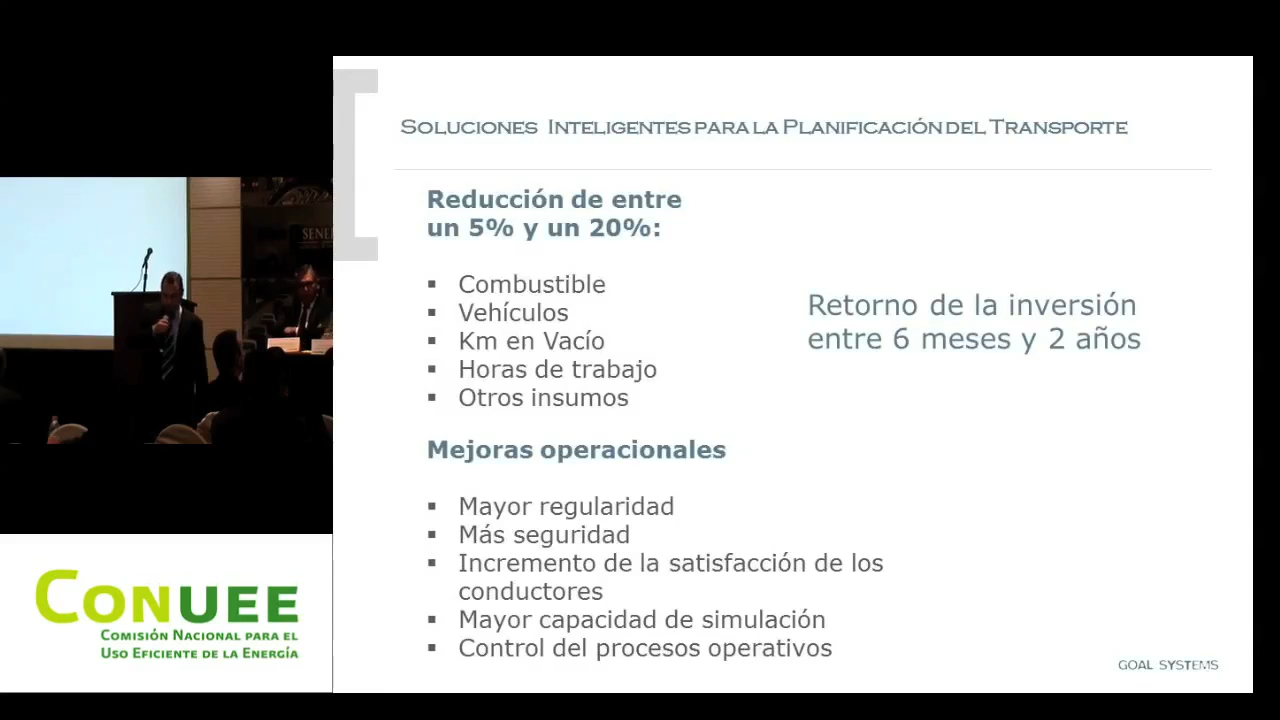 SOLUCIONES INTELIGENTES PARA LA PLANIFICACIÓN DEL TRANSPORTE
Reducción de entre
un 5% y un 20%:
▪ Combustible
▪ Vehículos
▪ Km en Vacío
▪ Horas de trabajo
▪ Otros insumos
Retorno de la inversión
entre 6 meses y 2 años
Mejoras operacionales
▪ Mayor regularidad
▪ Más seguridad
▪ Incremento de la satisfacción de los
conductores
▪ Mayor capacidad de simulación
▪ Control del procesos operativos
GOAL SYSTEMS
CONUEE
COMISIÓN NACIONAL PARA EL
USO EFICIENTE DE LA ENERGÍA